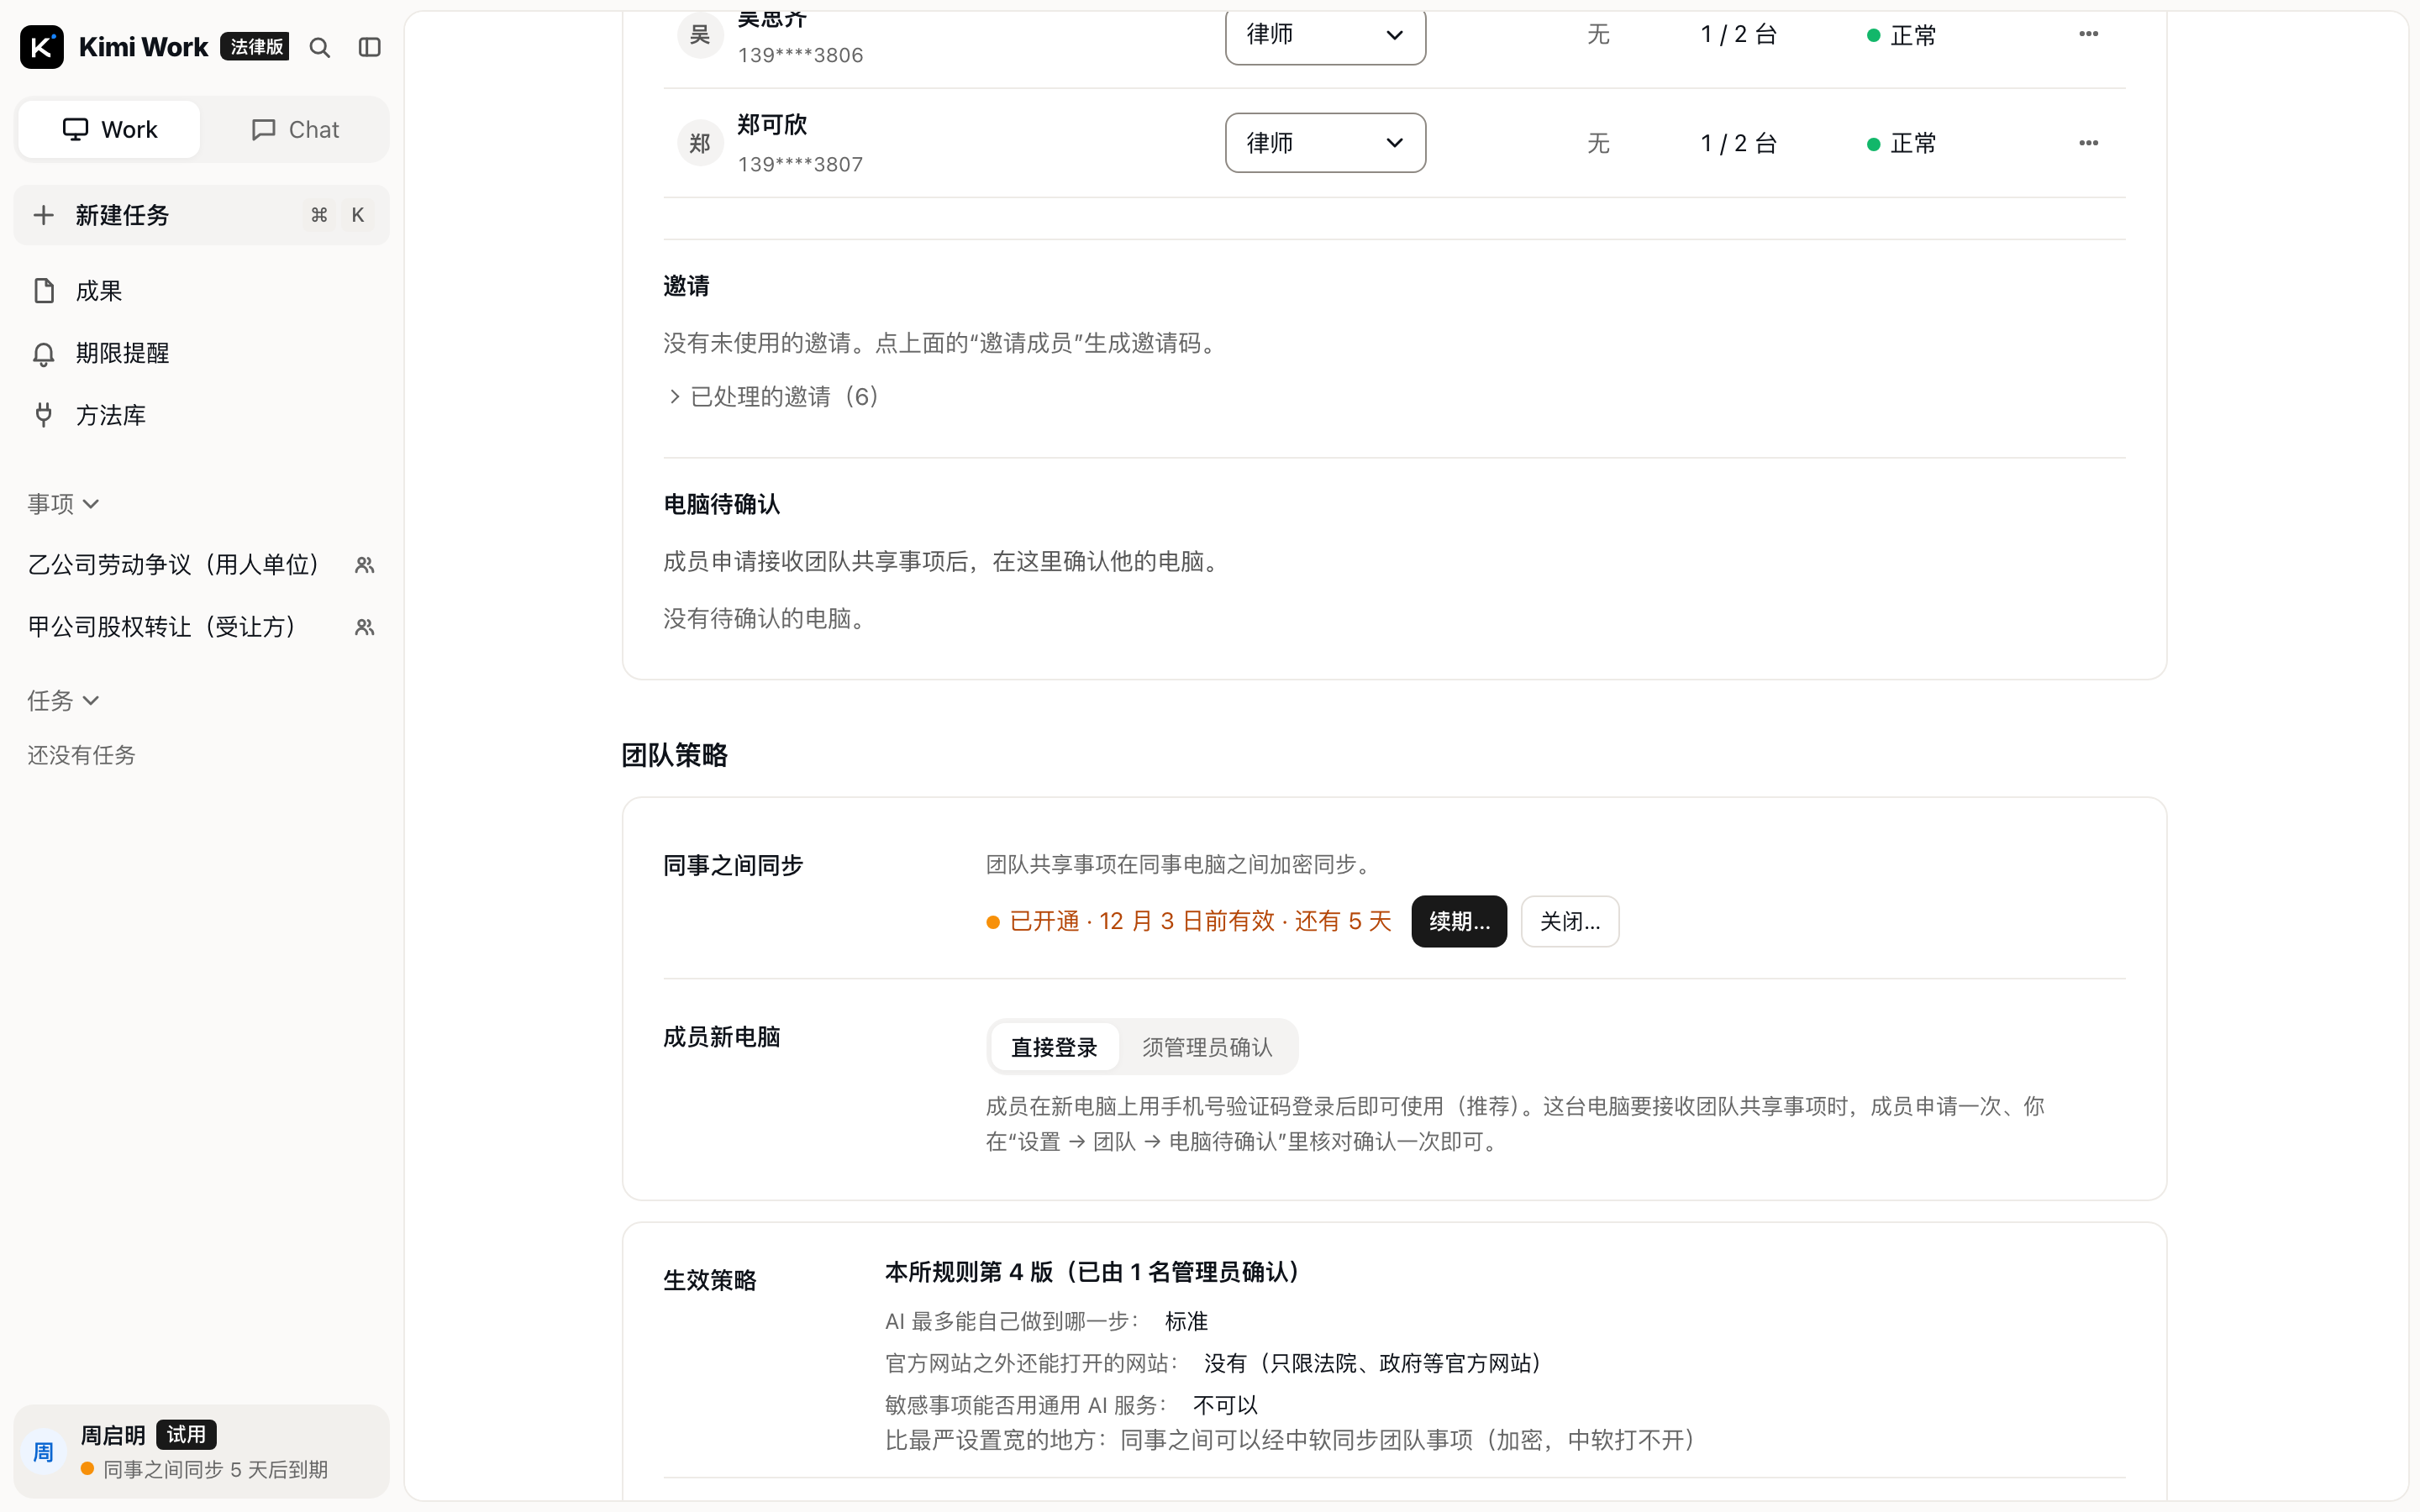 Kimi Work 法律版
Work Chat
新建任务 ⌘ K
成果
期限提醒
方法库
事项
乙公司劳动争议（用人单位）
甲公司股权转让（受让方）
任务
还没有任务
周 周启明 试用
同事之间同步 5 天后到期
吴 吴思齐 律师 无 1 / 2 台 正常
139****3806
郑 郑可欣 律师 无 1 / 2 台 正常
139****3807
邀请
没有未使用的邀请。点上面的“邀请成员”生成邀请码。
已处理的邀请（6）
电脑待确认
成员申请接收团队共享事项后，在这里确认他的电脑。
没有待确认的电脑。
团队策略
同事之间同步 团队共享事项在同事电脑之间加密同步。
已开通 · 12 月 3 日前有效 · 还有 5 天 续期... 关闭...
成员新电脑 直接登录 须管理员确认
成员在新电脑上用手机号验证码登录后即可使用（推荐）。这台电脑要接收团队共享事项时，成员申请一次、你
在“设置 → 团队 → 电脑待确认”里核对确认一次即可。
生效策略 本所规则第 4 版（已由 1 名管理员确认）
AI 最多能自己做到哪一步： 标准
官方网站之外还能打开的网站： 没有（只限法院、政府等官方网站）
敏感事项能否用通用 AI 服务： 不可以
比最严设置宽的地方：同事之间可以经中软同步团队事项（加密，中软打不开）